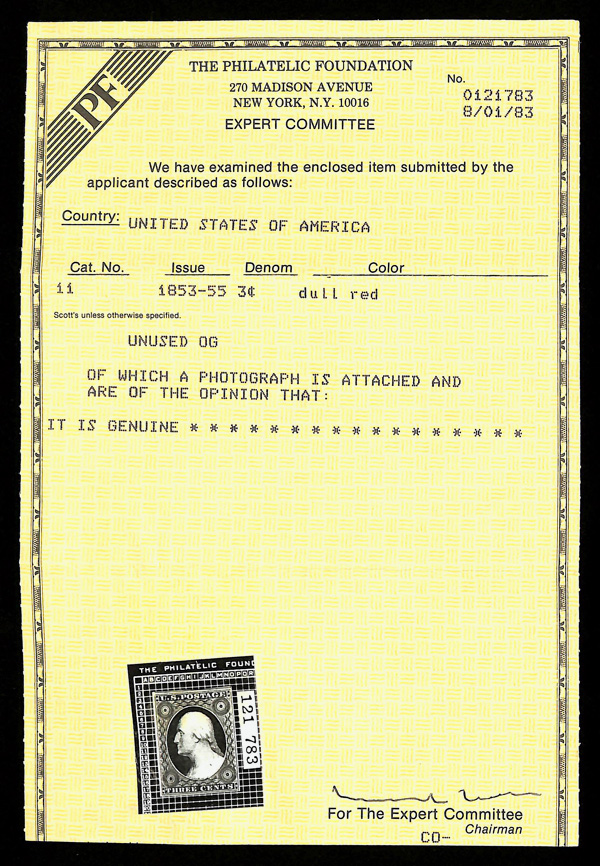 PF
THE PHILATELIC FOUNDATION
270 MADISON AVENUE
NEW YORK, N.Y. 10016
EXPERT COMMITTEE
No.
0121783
8/01/83
We have examined the enclosed item submitted by the
applicant described as follows:
Country: UNITED STATES OF AMERICA
Cat. No. Issue Denom Color
11 1853-55 3¢ dull red
Scott's unless otherwise specified.
UNUSED OG
OF WHICH A PHOTOGRAPH IS ATTACHED AND
ARE OF THE OPINION THAT:
IT IS GENUINE * * * * * * * * * * * * * * * * *
THE PHILATELIC FOUN
ABCDEFGHIJKLMNOPQR
U.S. POSTAGE
THREE CENTS
121 783
For The Expert Committee
Chairman
CO-